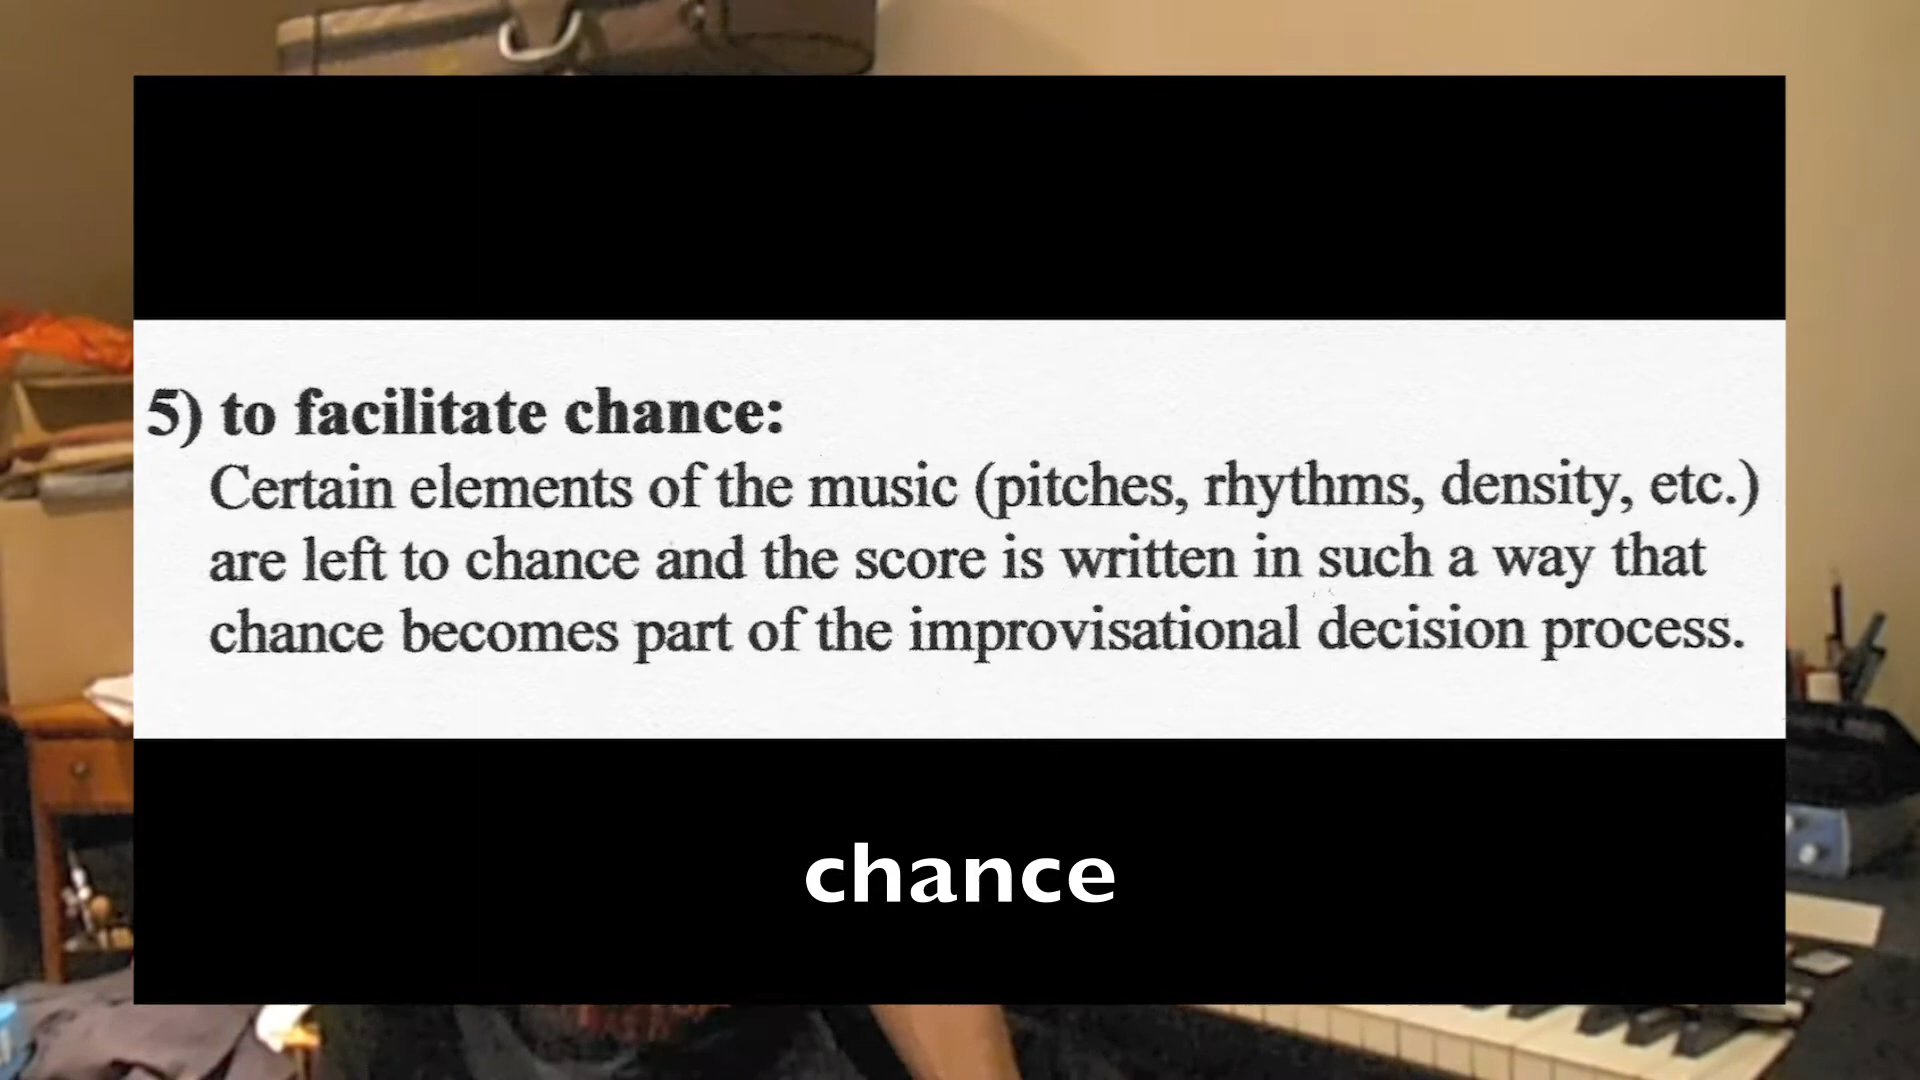 5) to facilitate chance:
Certain elements of the music (pitches, rhythms, density, etc.)
are left to chance and the score is written in such a way that
chance becomes part of the improvisational decision process.
chance